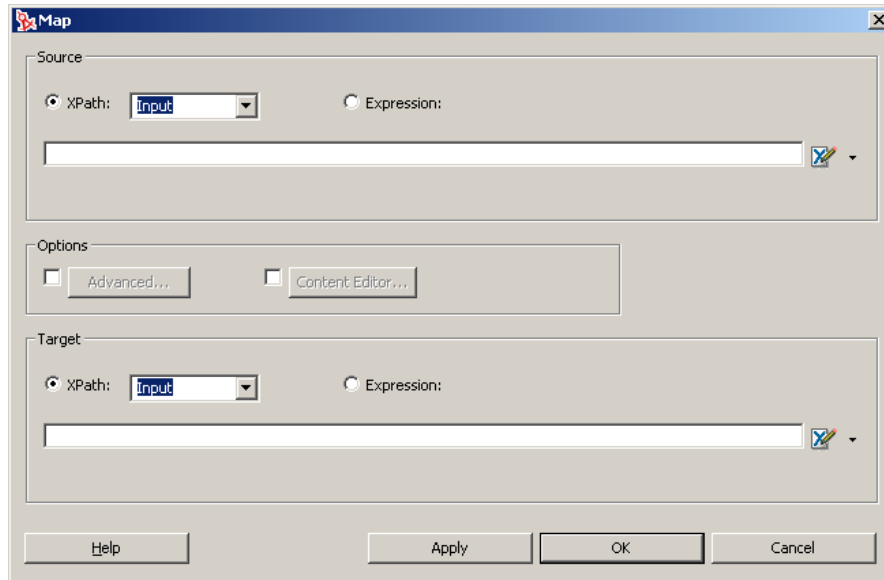 Map
Source
XPath: Input Expression:
Options
Advanced... Content Editor...
Target
XPath: Input Expression:
Help Apply OK Cancel